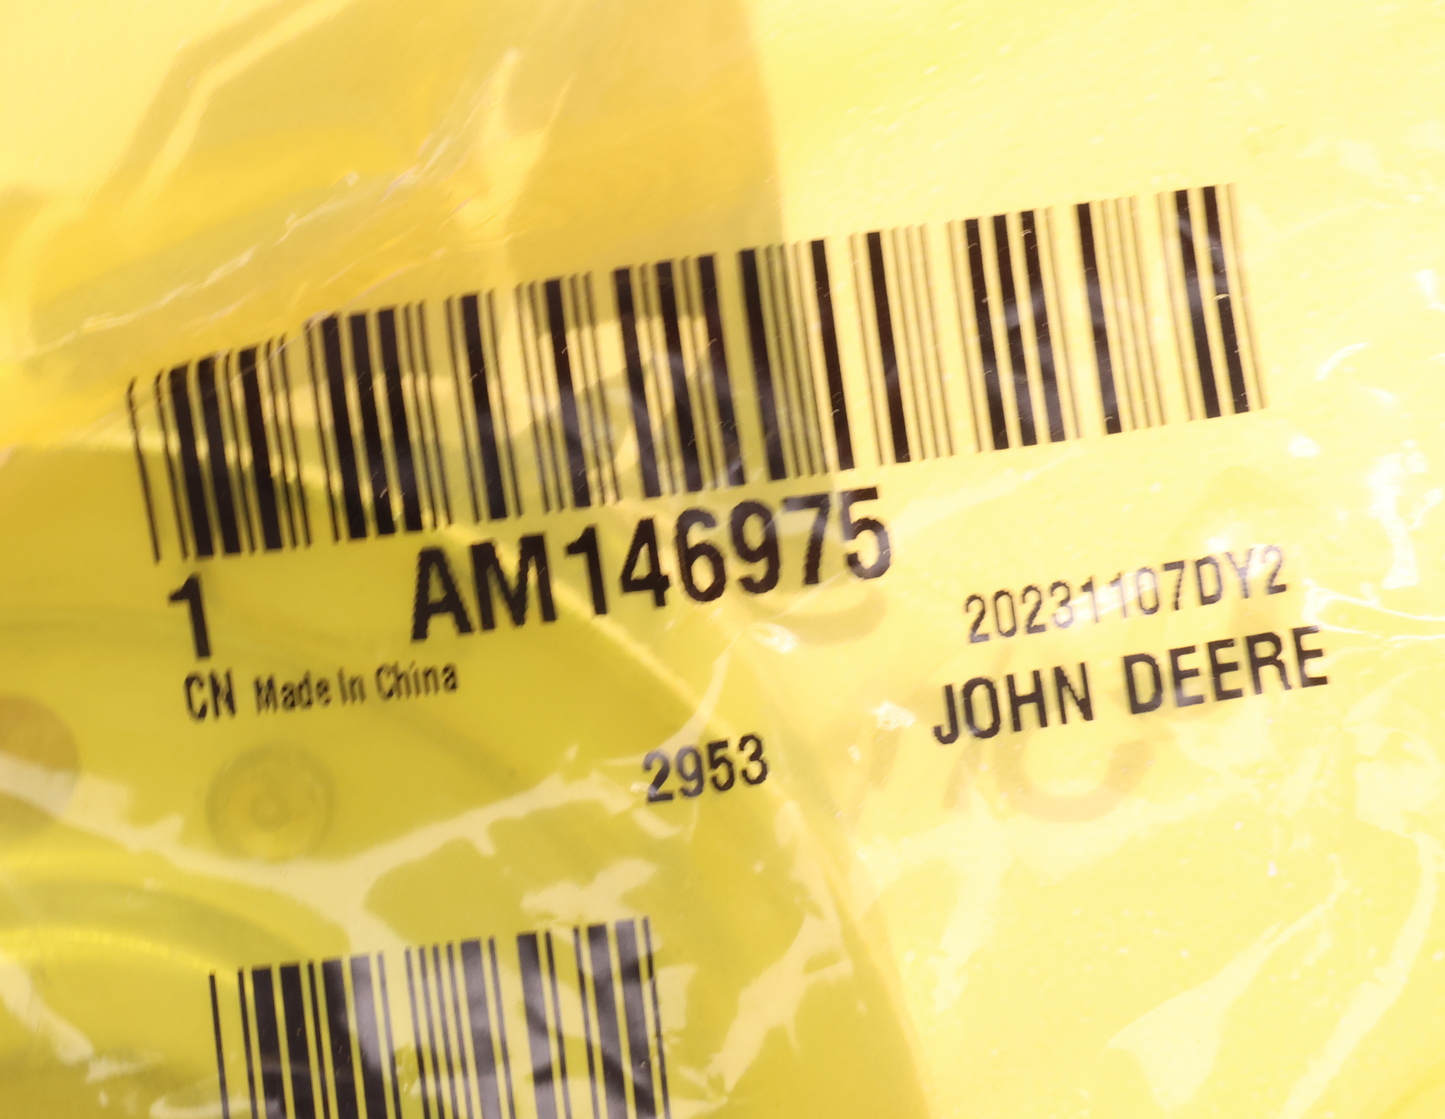 1 AM146975
20231107DY2
CN Made In China
JOHN DEERE
2953